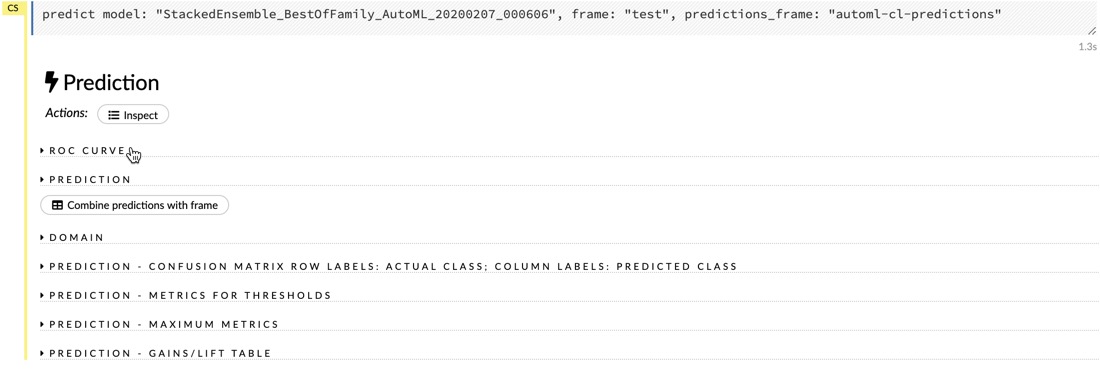 CS
predict model: "StackedEnsemble_BestOfFamily_AutoML_20200207_000606", frame: "test", predictions_frame: "automl-cl-predictions"
1.3s
Prediction
Actions: Inspect
ROC CURVE
PREDICTION
Combine predictions with frame
DOMAIN
PREDICTION - CONFUSION MATRIX ROW LABELS: ACTUAL CLASS; COLUMN LABELS: PREDICTED CLASS
PREDICTION - METRICS FOR THRESHOLDS
PREDICTION - MAXIMUM METRICS
PREDICTION - GAINS/LIFT TABLE